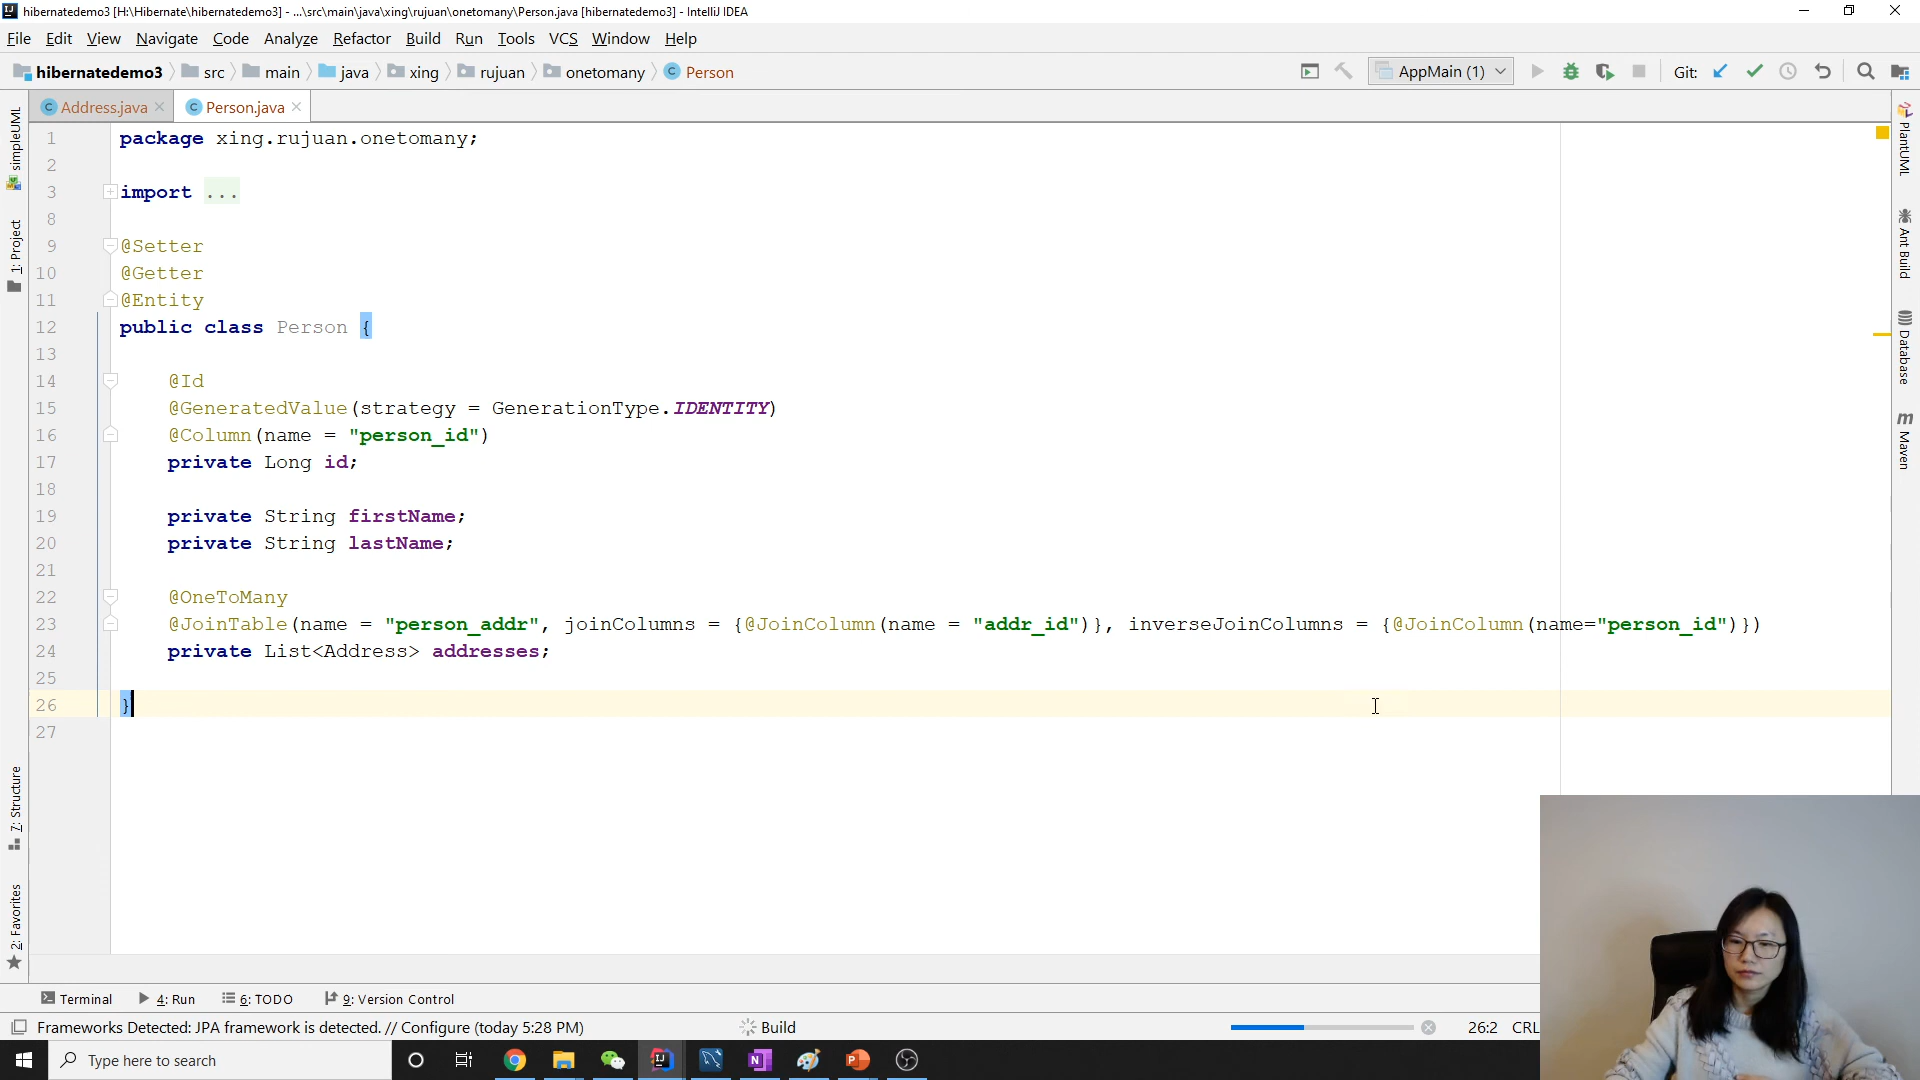 hibernatedemo3 [H:\Hibernate\hibernatedemo3] - ...\src\main\java\xing\rujuan\onetomany\Person.java [hibernatedemo3] - IntelliJ IDEA
File Edit View Navigate Code Analyze Refactor Build Run Tools VCS Window Help
hibernatedemo3 src main java xing rujuan onetomany Person AppMain (1) Git:
Address.java Person.java
simpleUML
1: Project
7: Structure
2: Favorites
1 package xing.rujuan.onetomany;
2
3 import ...
8
9 @Setter
10 @Getter
11 @Entity
12 public class Person {
13
14 @Id
15 @GeneratedValue(strategy = GenerationType.IDENTITY)
16 @Column(name = "person_id")
17 private Long id;
18
19 private String firstName;
20 private String lastName;
21
22 @OneToMany
23 @JoinTable(name = "person_addr", joinColumns = {@JoinColumn(name = "addr_id")}, inverseJoinColumns = {@JoinColumn(name="person_id")})
24 private List<Address> addresses;
25
26 }
27
PlantUML
Ant Build
Database
Maven
Terminal 4: Run 6: TODO 9: Version Control
Frameworks Detected: JPA framework is detected. // Configure (today 5:28 PM) Build 26:2 CRL
Type here to search